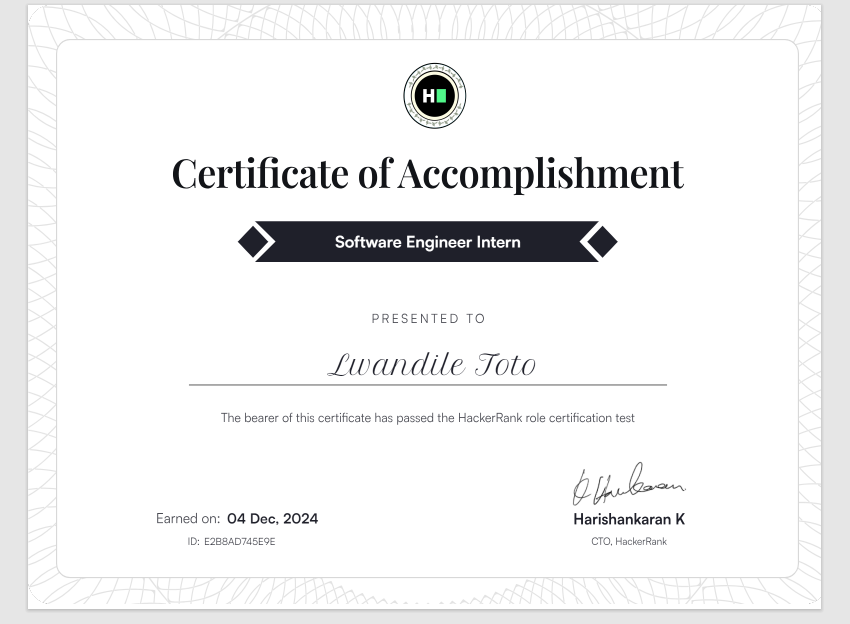 H
Certificate of Accomplishment
Software Engineer Intern
PRESENTED TO
Lwandile Toto
The bearer of this certificate has passed the HackerRank role certification test
Earned on: 04 Dec, 2024
ID: E2B8AD745E9E
Harishankaran K
CTO, HackerRank